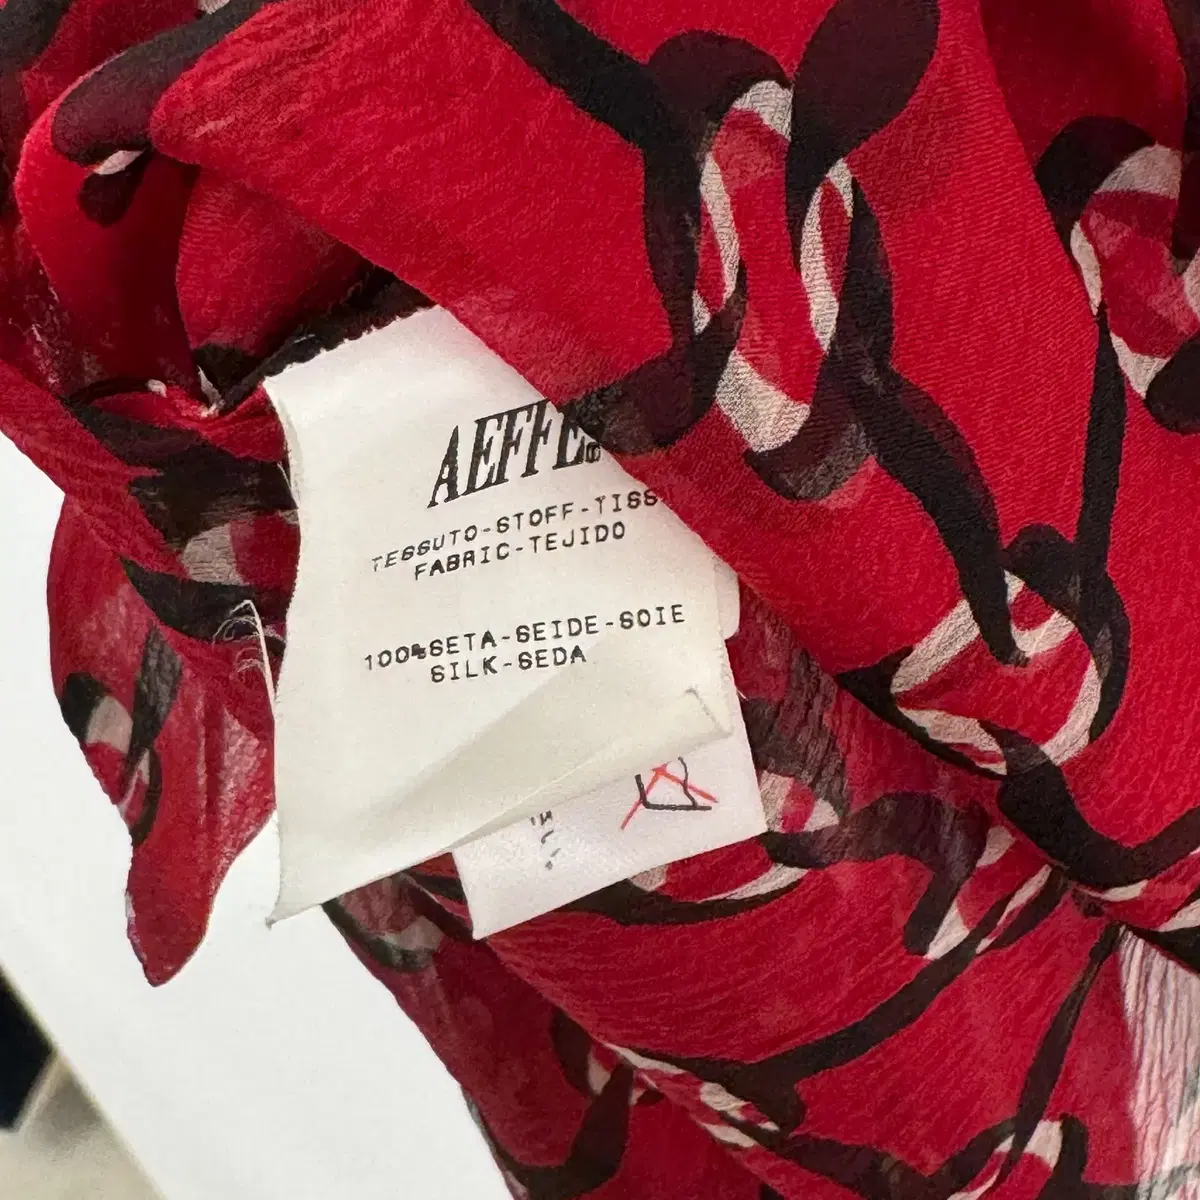 AEFFE®
TESSUTO-STOFF-TISS
FABRIC-TEJIDO
100%SETA-SEIDE-SOIE
SILK-SEDA